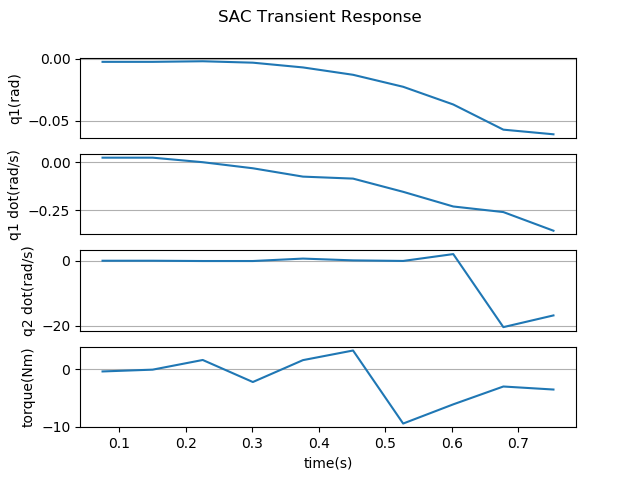 SAC Transient Response
q1(rad)
0.00
−0.05
q1 dot(rad/s)
0.00
−0.25
q2 dot(rad/s)
0
−20
torque(Nm)
0
−10
0.1 0.2 0.3 0.4 0.5 0.6 0.7
time(s)